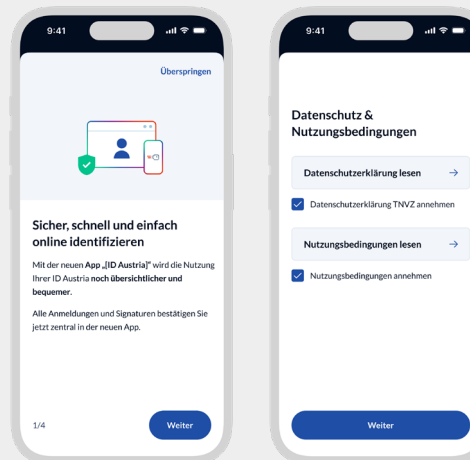 9:41
Überspringen
Sicher, schnell und einfach
online identifizieren
Mit der neuen App „[ID Austria]“ wird die Nutzung
Ihrer ID Austria noch übersichtlicher und
bequemer.
Alle Anmeldungen und Signaturen bestätigen Sie
jetzt zentral in der neuen App.
1/4
Weiter
9:41
Datenschutz &
Nutzungsbedingungen
Datenschutzerklärung lesen
Datenschutzerklärung TNVZ annehmen
Nutzungsbedingungen lesen
Nutzungsbedingungen annehmen
Weiter